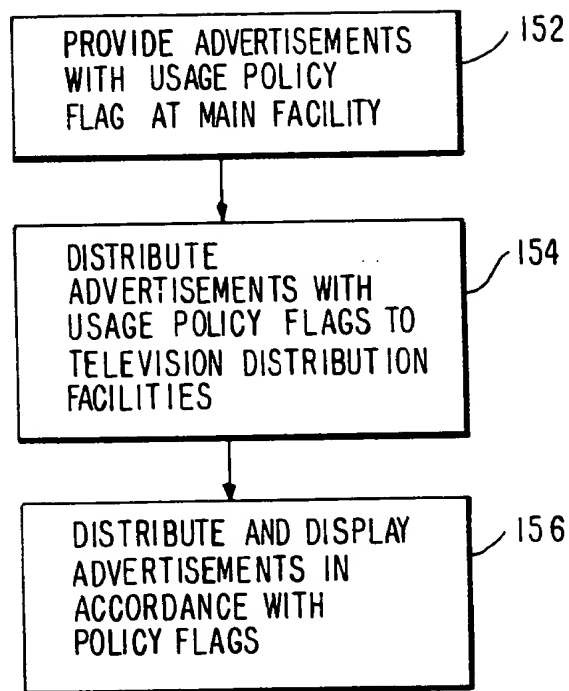 PROVIDE ADVERTISEMENTS
WITH USAGE POLICY
FLAG AT MAIN FACILITY
152
DISTRIBUTE
ADVERTISEMENTS WITH
USAGE POLICY FLAGS TO
TELEVISION DISTRIBUTION
FACILITIES
154
DISTRIBUTE AND DISPLAY
ADVERTISEMENTS IN
ACCORDANCE WITH
POLICY FLAGS
156